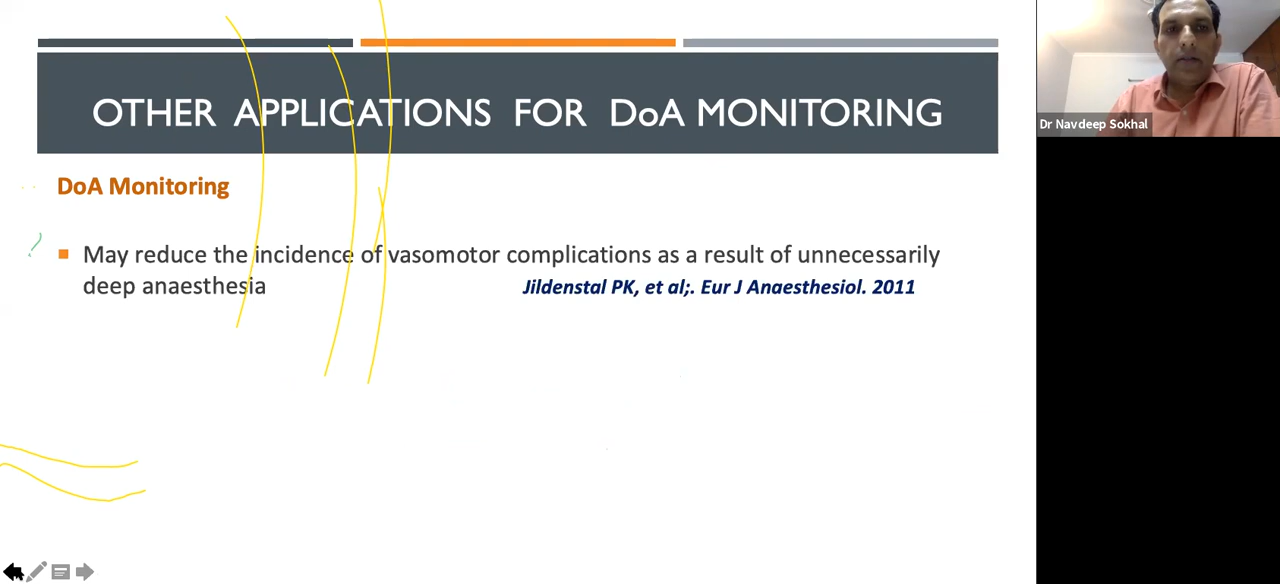 OTHER APPLICATIONS FOR DoA MONITORING
Dr Navdeep Sokhal
DoA Monitoring
May reduce the incidence of vasomotor complications as a result of unnecessarily
deep anaesthesia Jildenstal PK, et al;. Eur J Anaesthesiol. 2011